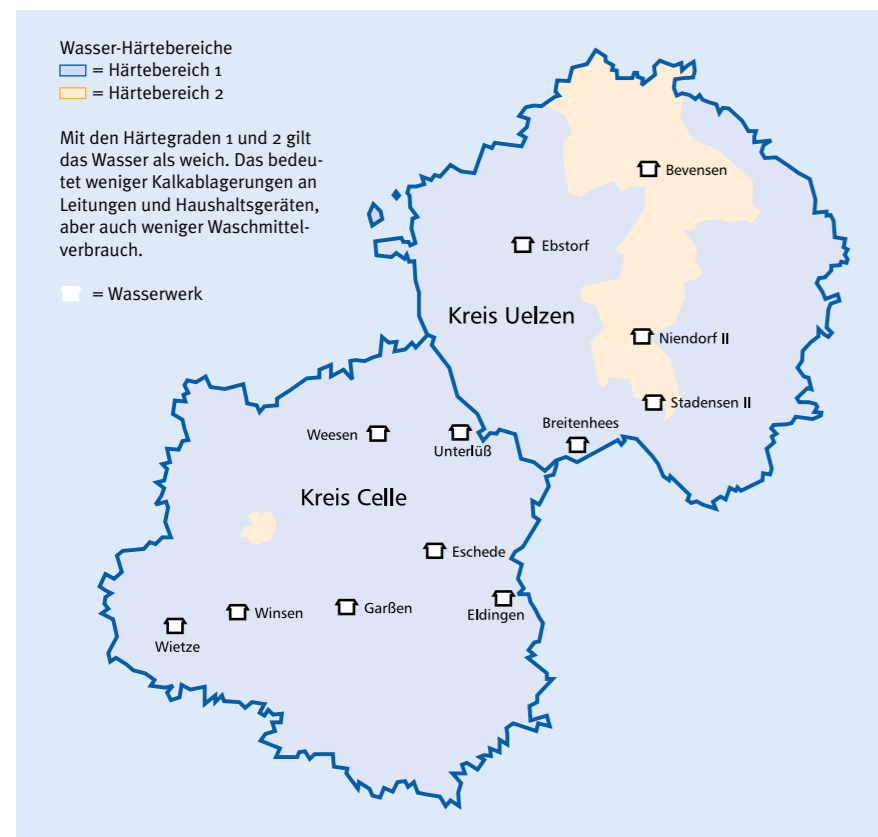 Wasser-Härtebereiche
= Härtebereich 1
= Härtebereich 2
Mit den Härtegraden 1 und 2 gilt
das Wasser als weich. Das bedeu-
tet weniger Kalkablagerungen an
Leitungen und Haushaltsgeräten,
aber auch weniger Waschmittel-
verbrauch.
= Wasserwerk
Bevensen
Ebstorf
Kreis Uelzen
Niendorf II
Stadensen II
Breitenhees
Weesen
Unterlüß
Kreis Celle
Eschede
Eldingen
Garßen
Winsen
Wietze